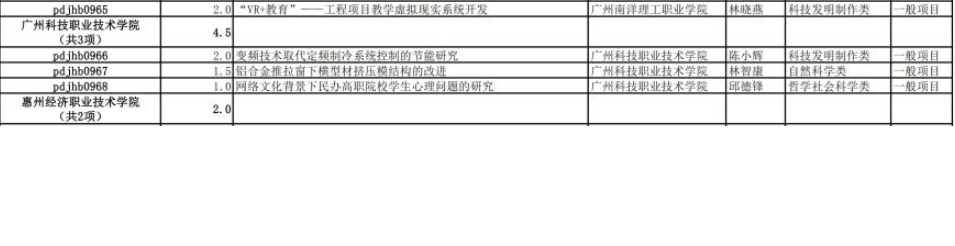 pdjhb0965 2.0 “VR+教育”——工程项目教学虚拟现实系统开发 广州南洋理工职业学院 林晓燕 科技发明制作类 一般项目
广州科技职业技术学院
（共3项） 4.5
pdjhb0966 2.0 变频技术取代定频制冷系统控制的节能研究 广州科技职业技术学院 陈小辉 科技发明制作类 一般项目
pdjhb0967 1.5 铝合金推拉窗下横型材挤压模结构的改进 广州科技职业技术学院 林智康 自然科学类 一般项目
pdjhb0968 1.0 网络文化背景下民办高职院校学生心理问题的研究 广州科技职业技术学院 邱德锋 哲学社会科学类 一般项目
惠州经济职业技术学院
（共2项） 2.0